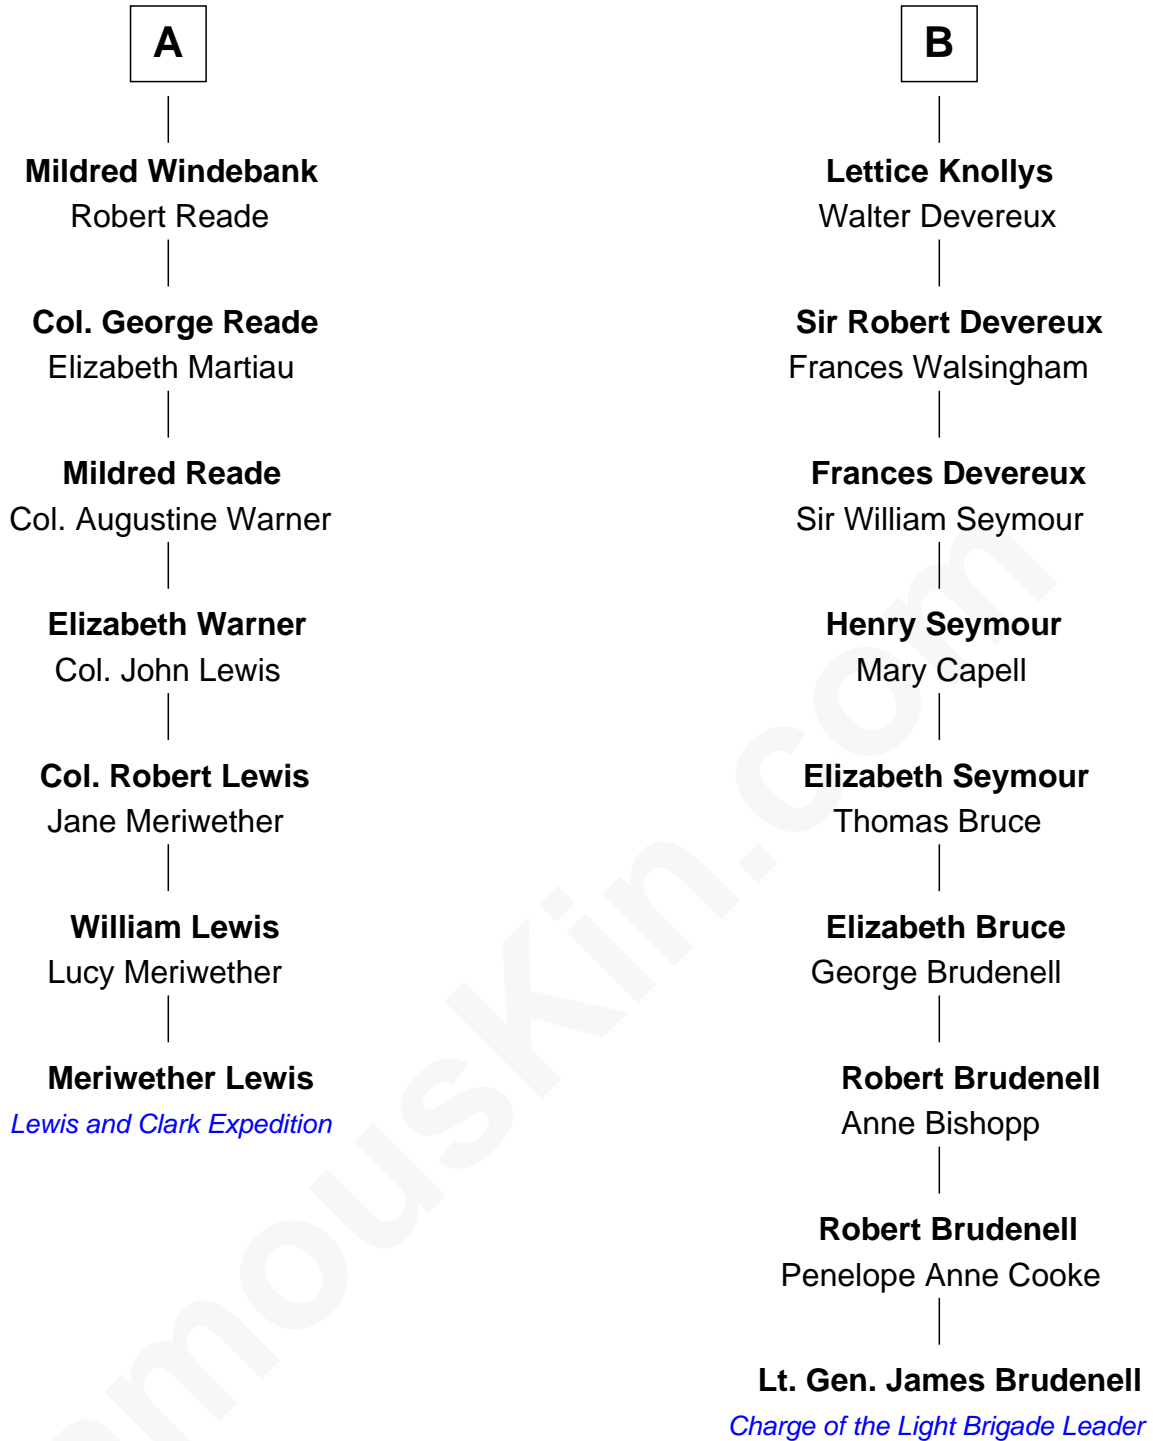 A
Mildred Windebank
Robert Reade
Col. George Reade
Elizabeth Martiau
Mildred Reade
Col. Augustine Warner
Elizabeth Warner
Col. John Lewis
Col. Robert Lewis
Jane Meriwether
William Lewis
Lucy Meriwether
Meriwether Lewis
Lewis and Clark Expedition
B
Lettice Knollys
Walter Devereux
Sir Robert Devereux
Frances Walsingham
Frances Devereux
Sir William Seymour
Henry Seymour
Mary Capell
Elizabeth Seymour
Thomas Bruce
Elizabeth Bruce
George Brudenell
Robert Brudenell
Anne Bishopp
Robert Brudenell
Penelope Anne Cooke
Lt. Gen. James Brudenell
Charge of the Light Brigade Leader
amousKin.com